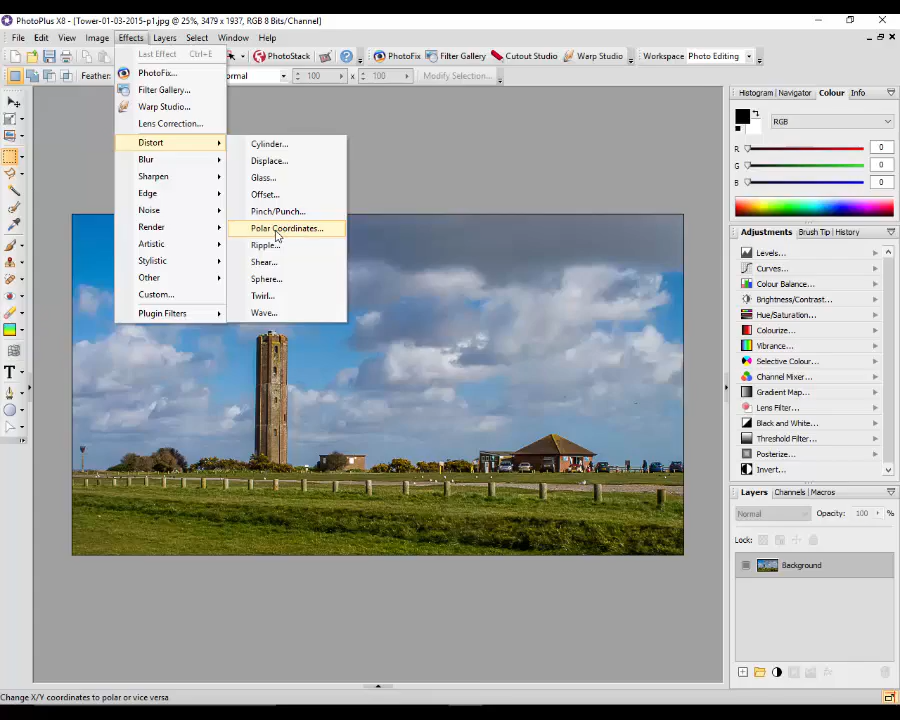 PhotoPlus X8 - [Tower-01-03-2015-p1.jpg @ 25%, 3479 x 1937, RGB 8 Bits/Channel]
File Edit View Image Effects Layers Select Window Help
Last Effect Ctrl+E
PhotoFix...
Filter Gallery...
Warp Studio...
Lens Correction...
Distort
Blur
Sharpen
Edge
Noise
Render
Artistic
Stylistic
Other
Custom...
Plugin Filters
Cylinder...
Displace...
Glass...
Offset...
Pinch/Punch...
Polar Coordinates...
Ripple...
Shear...
Sphere...
Twirl...
Wave...
PhotoStack PhotoFix Filter Gallery Cutout Studio Warp Studio Workspace Photo Editing
Feather: 100 x 100 Modify Selection...
Histogram Navigator Colour Info
RGB
R 0
G 0
B 0
Adjustments Brush Tip History
Levels...
Curves...
Colour Balance...
Brightness/Contrast...
Hue/Saturation...
Colourize...
Vibrance...
Selective Colour...
Channel Mixer...
Gradient Map...
Lens Filter...
Black and White...
Threshold Filter...
Posterize...
Invert...
Layers Channels Macros
Normal Opacity: 100 %
Lock:
Background
Change X/Y coordinates to polar or vice versa